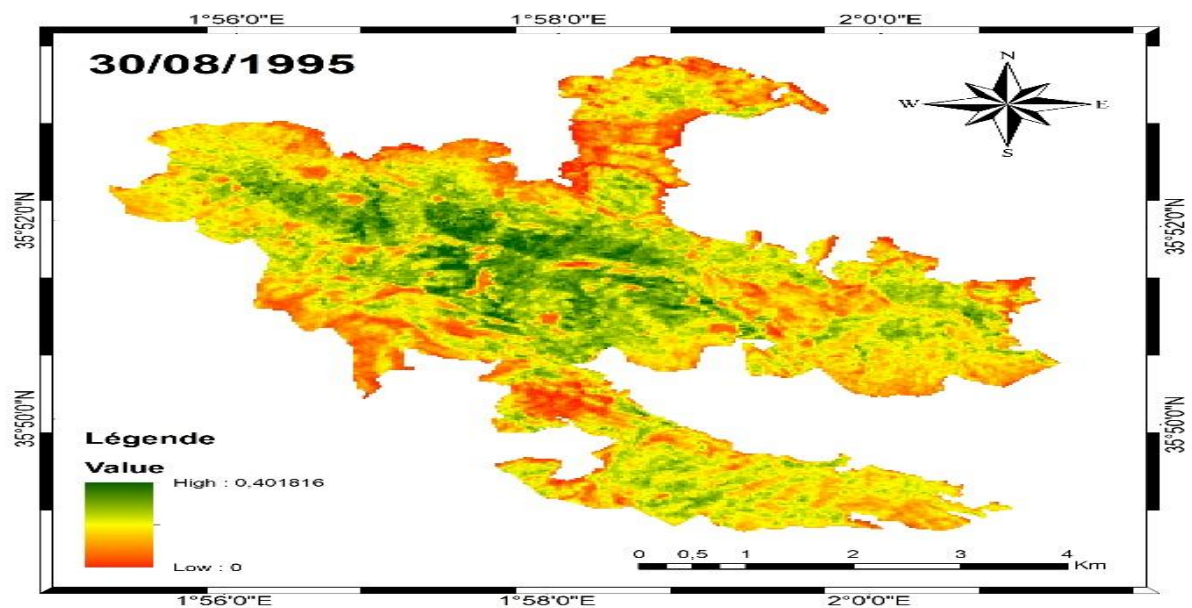 1°56'0"E 1°58'0"E 2°0'0"E
30/08/1995
N
W E
S
35°52'0"N 35°52'0"N
35°50'0"N 35°50'0"N
Légende
Value
High : 0,401816
Low : 0
0 0,5 1 2 3 4
Km
1°56'0"E 1°58'0"E 2°0'0"E